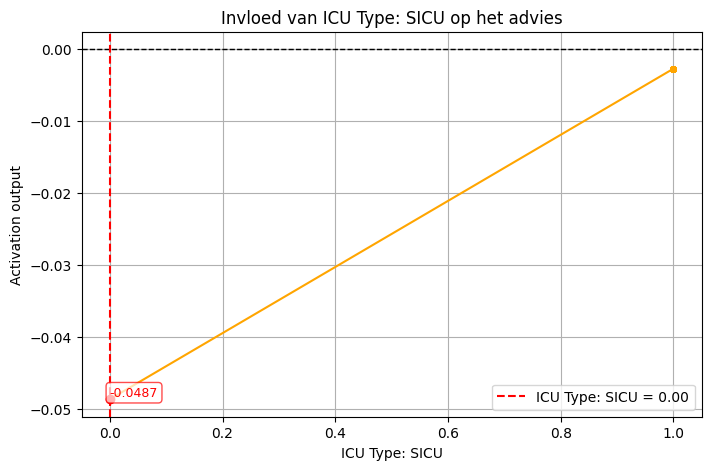 Invloed van ICU Type: SICU op het advies
Activation output
0.00
−0.01
−0.02
−0.03
−0.04
−0.05
-0.0487
ICU Type: SICU = 0.00
0.0 0.2 0.4 0.6 0.8 1.0
ICU Type: SICU